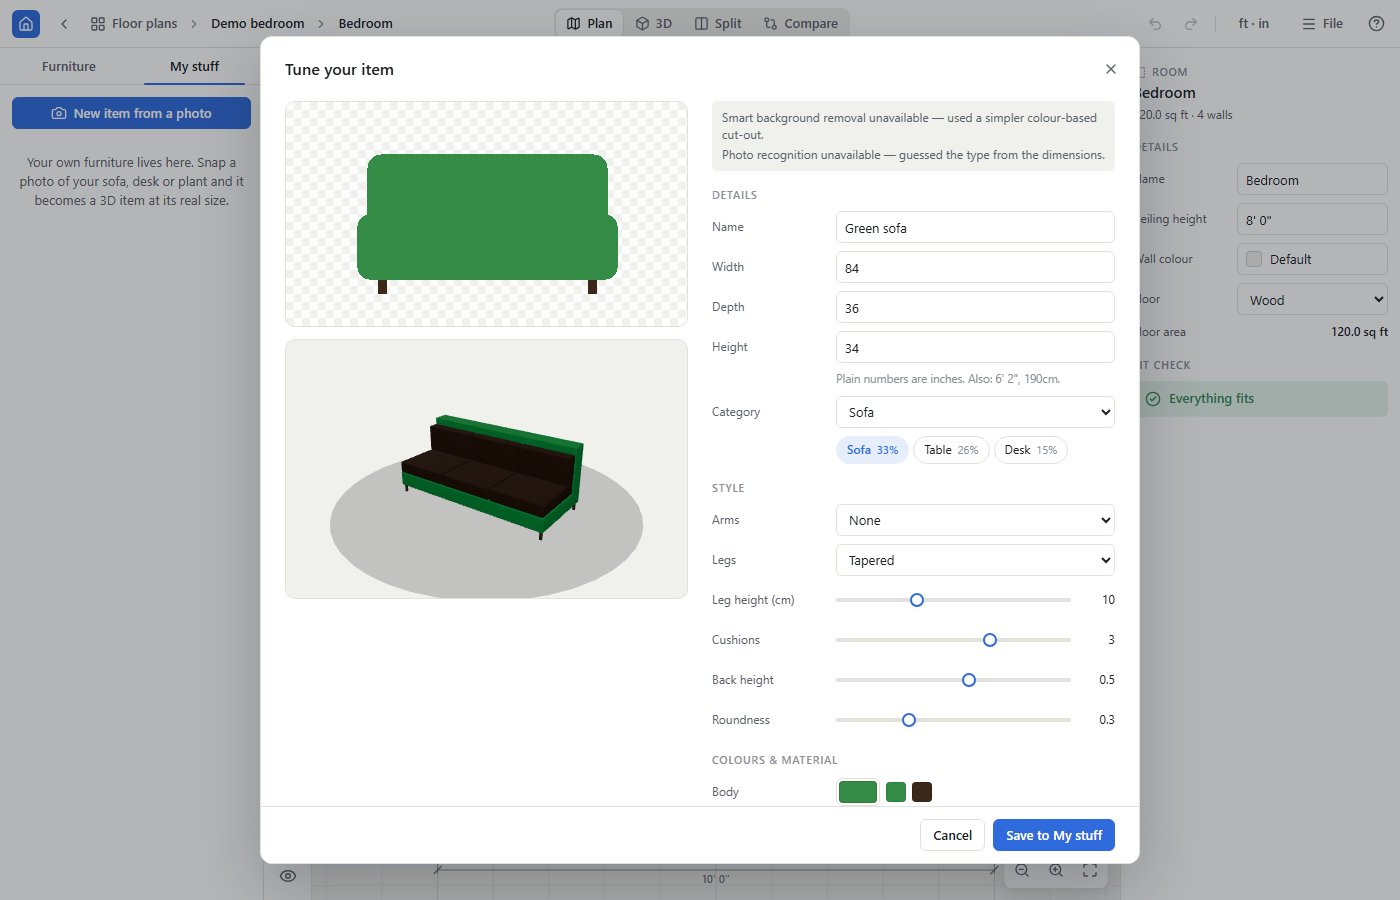 Floor plans
Demo bedroom
Bedroom
Plan
3D
Split
Compare
ft · in
File
Furniture
My stuff
New item from a photo
Your own furniture lives here. Snap a
photo of your sofa, desk or plant and it
becomes a 3D item at its real size.
Tune your item
Smart background removal unavailable — used a simpler colour-based
cut-out.
Photo recognition unavailable — guessed the type from the dimensions.
DETAILS
Name
Green sofa
Width
84
Depth
36
Height
34
Plain numbers are inches. Also: 6' 2", 190cm.
Category
Sofa
Sofa 33%
Table 26%
Desk 15%
STYLE
Arms
None
Legs
Tapered
Leg height (cm)
10
Cushions
3
Back height
0.5
Roundness
0.3
COLOURS & MATERIAL
Body
Cancel
Save to My stuff
ROOM
Bedroom
20.0 sq ft · 4 walls
DETAILS
ame
Bedroom
eiling height
8' 0"
Wall colour
Default
loor
Wood
loor area
120.0 sq ft
IT CHECK
Everything fits
10' 0"